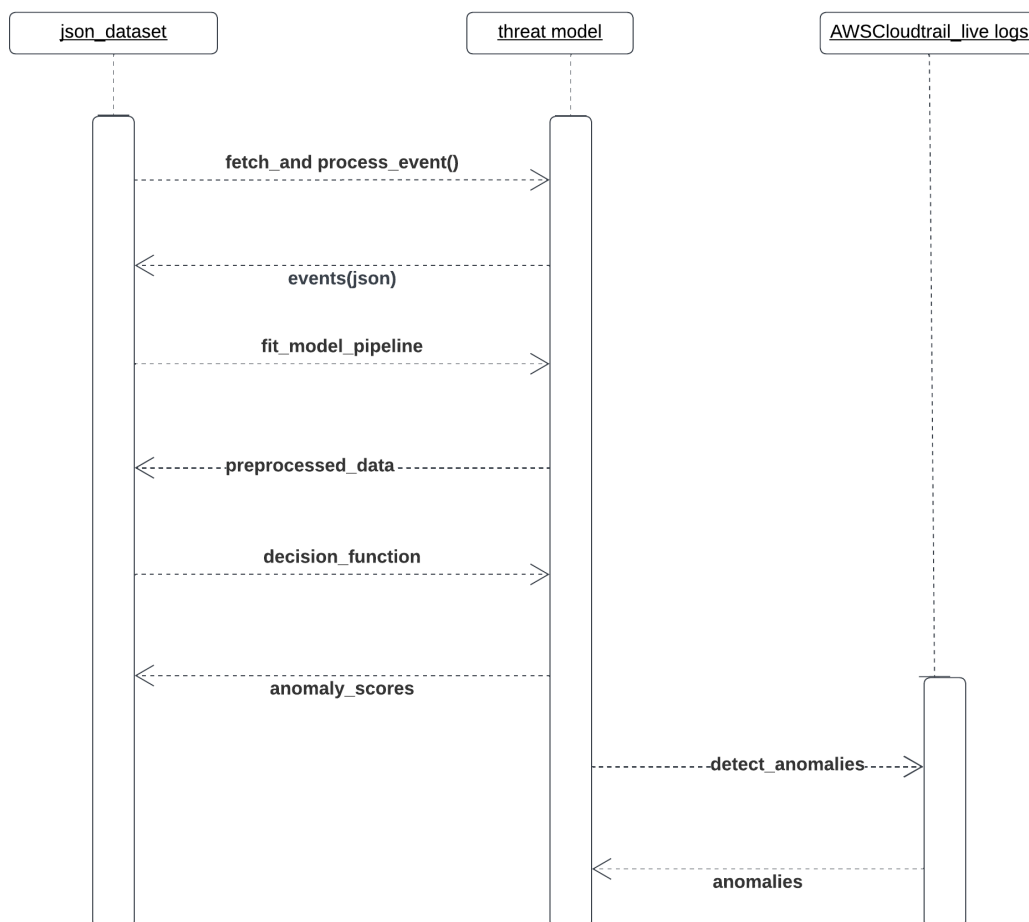 json_dataset
threat model
AWSCloudtrail_live logs
fetch_and process_event()
events(json)
fit_model_pipeline
preprocessed_data
decision_function
anomaly_scores
detect_anomalies
anomalies